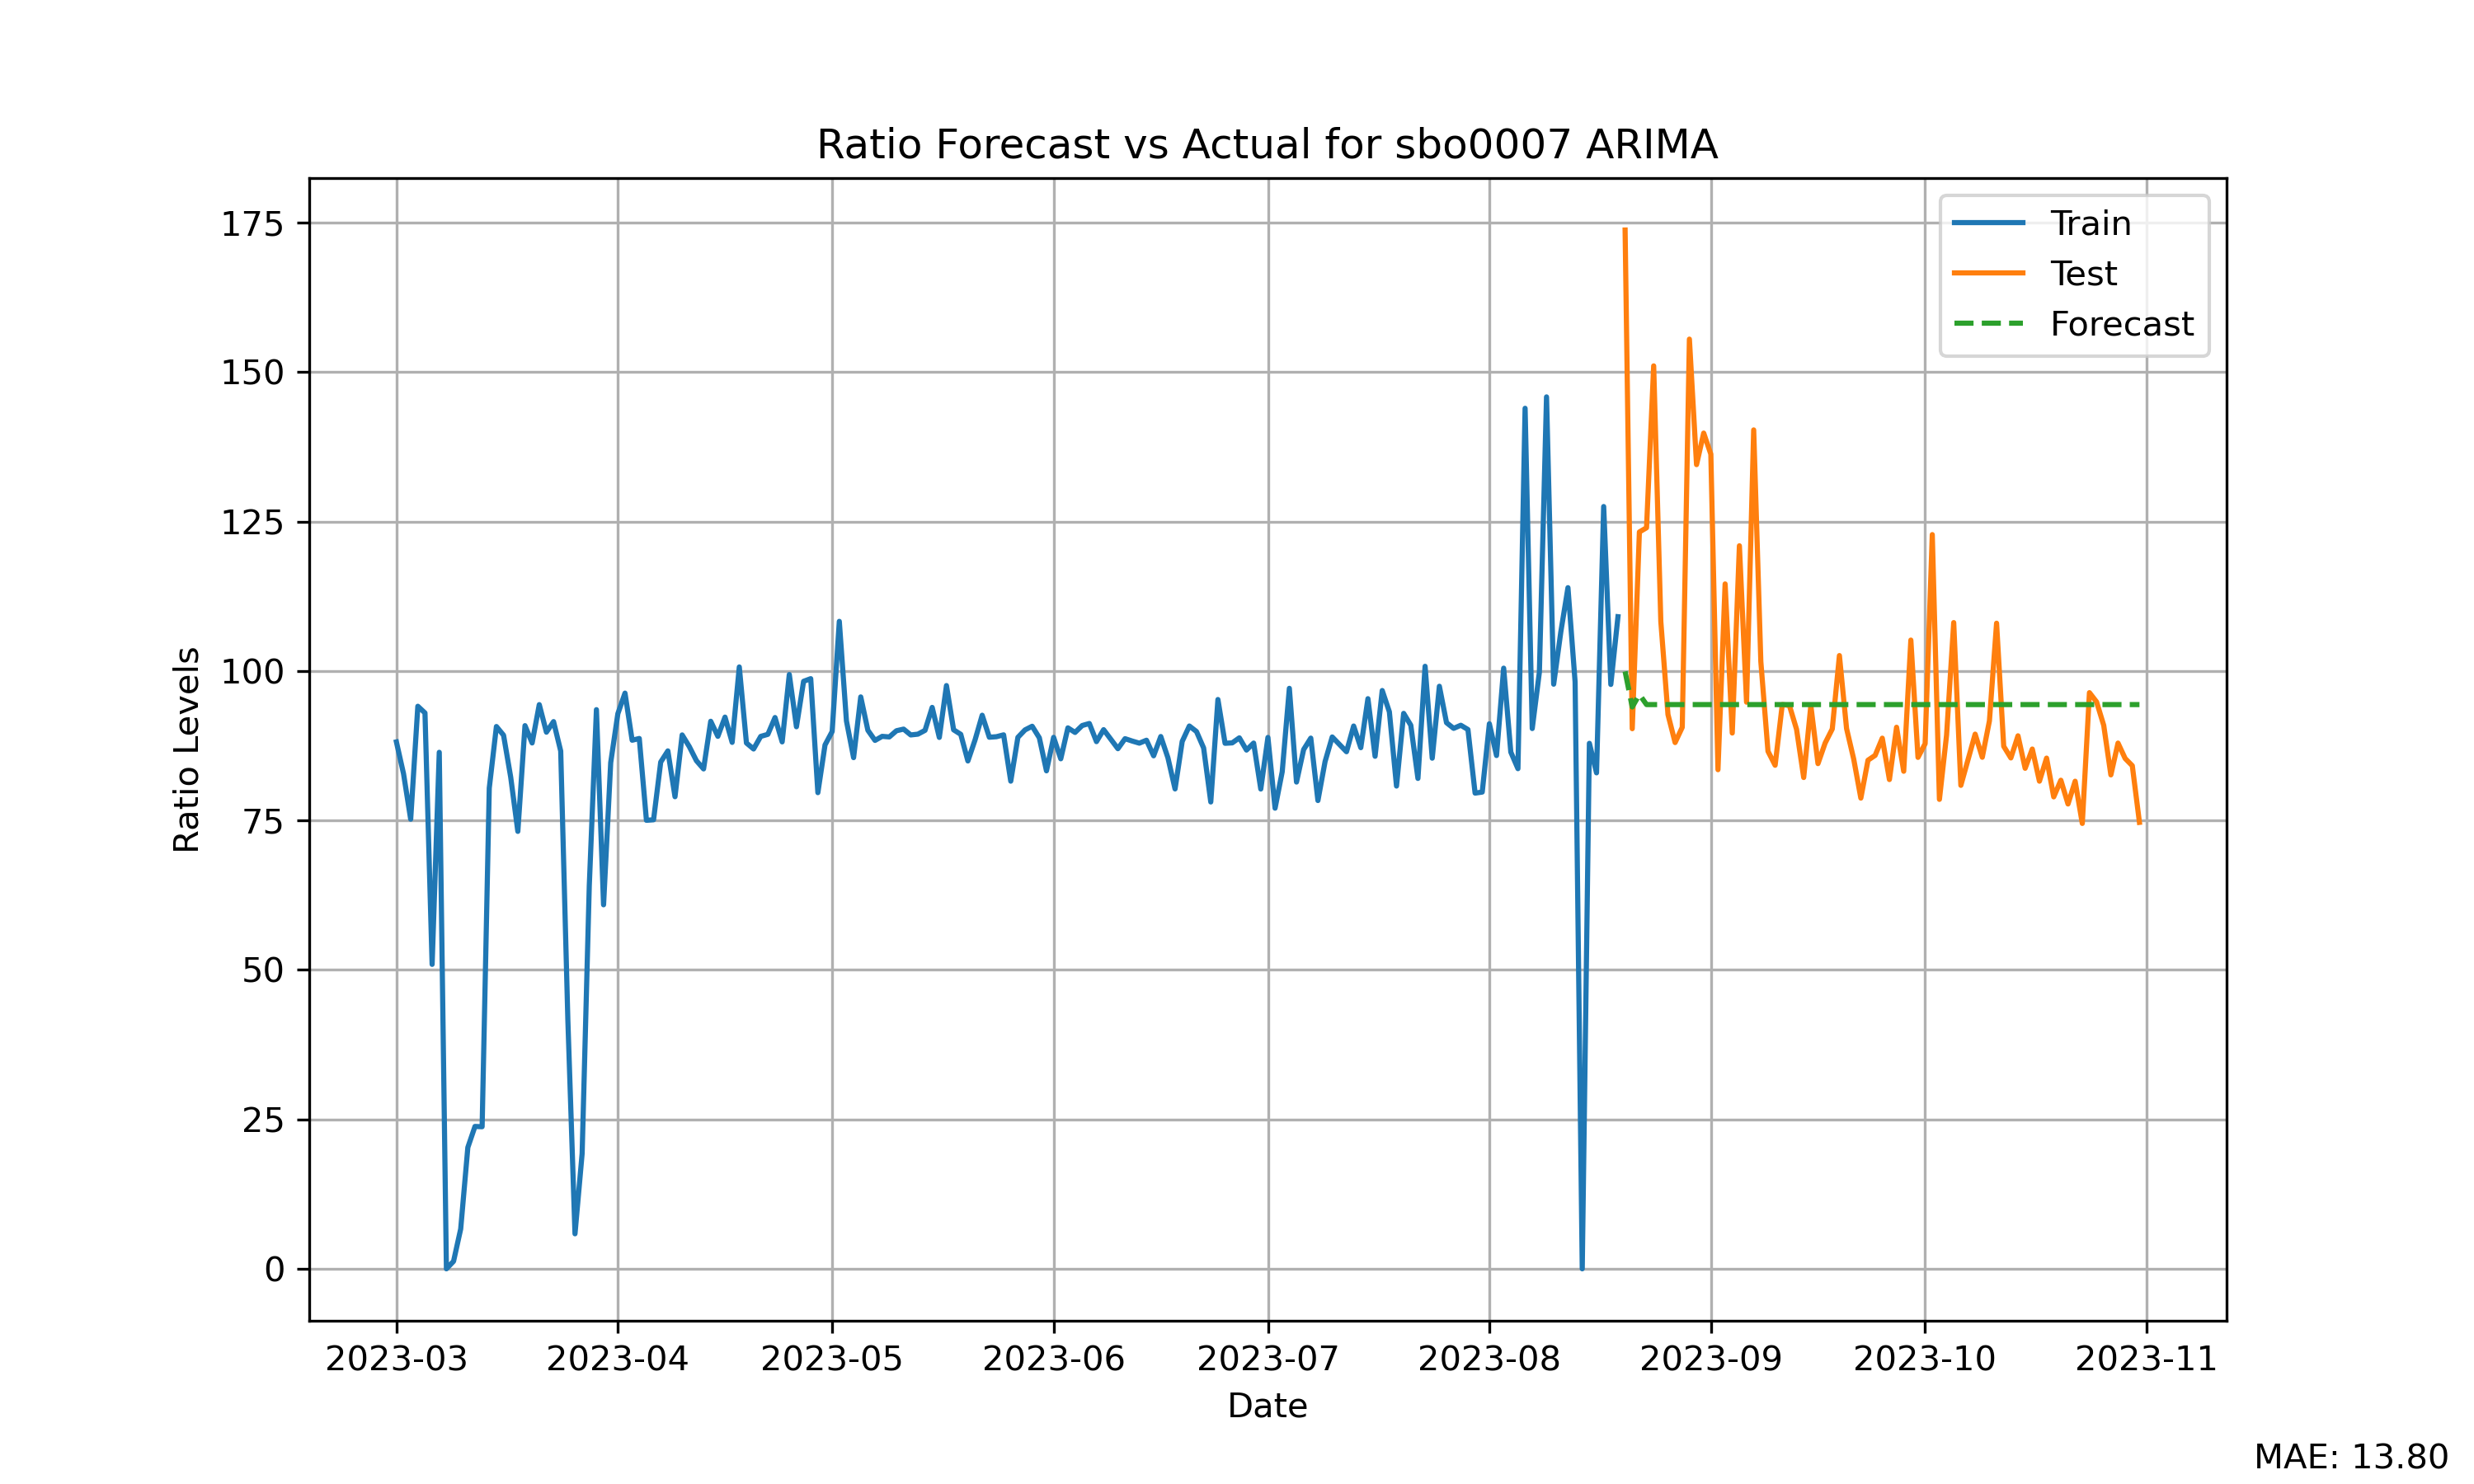 Ratio Forecast vs Actual for sbo0007 ARIMA
Train
Test
Forecast
175
150
125
100
75
50
25
0
Ratio Levels
2023-03 2023-04 2023-05 2023-06 2023-07 2023-08 2023-09 2023-10 2023-11
Date
MAE: 13.80